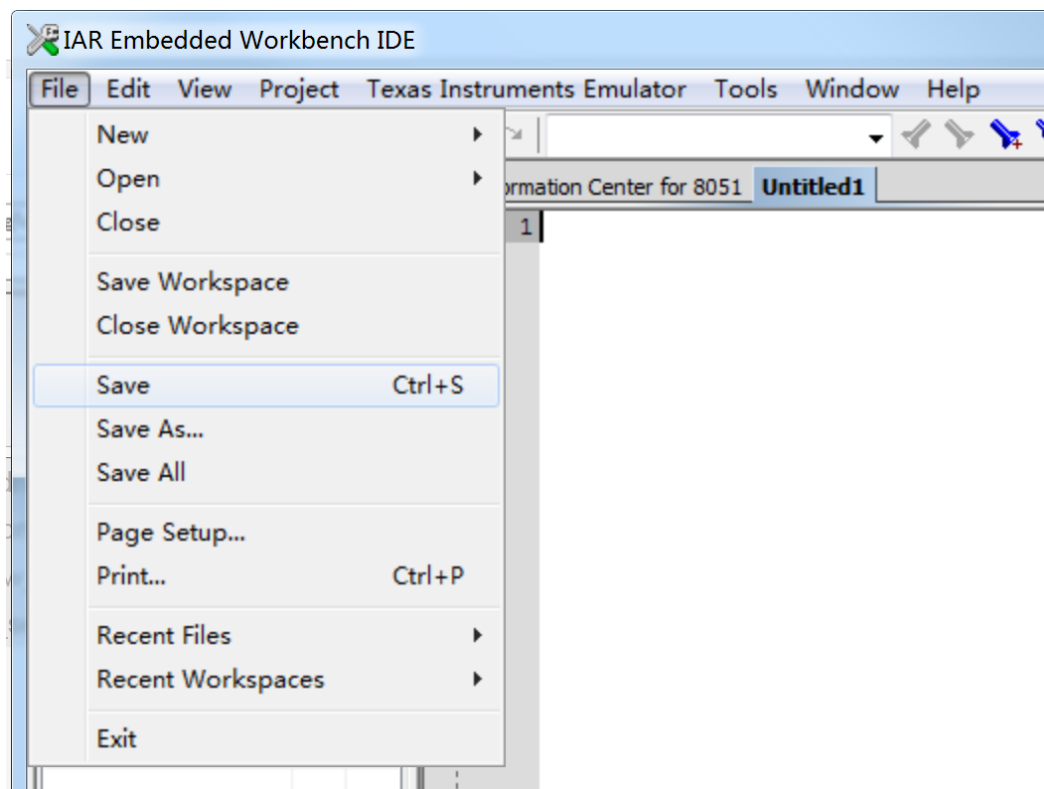 IAR Embedded Workbench IDE
File Edit View Project Texas Instruments Emulator Tools Window Help
New
Open
Close
Save Workspace
Close Workspace
Save Ctrl+S
Save As...
Save All
Page Setup...
Print... Ctrl+P
Recent Files
Recent Workspaces
Exit
Center for 8051 Untitled1
1